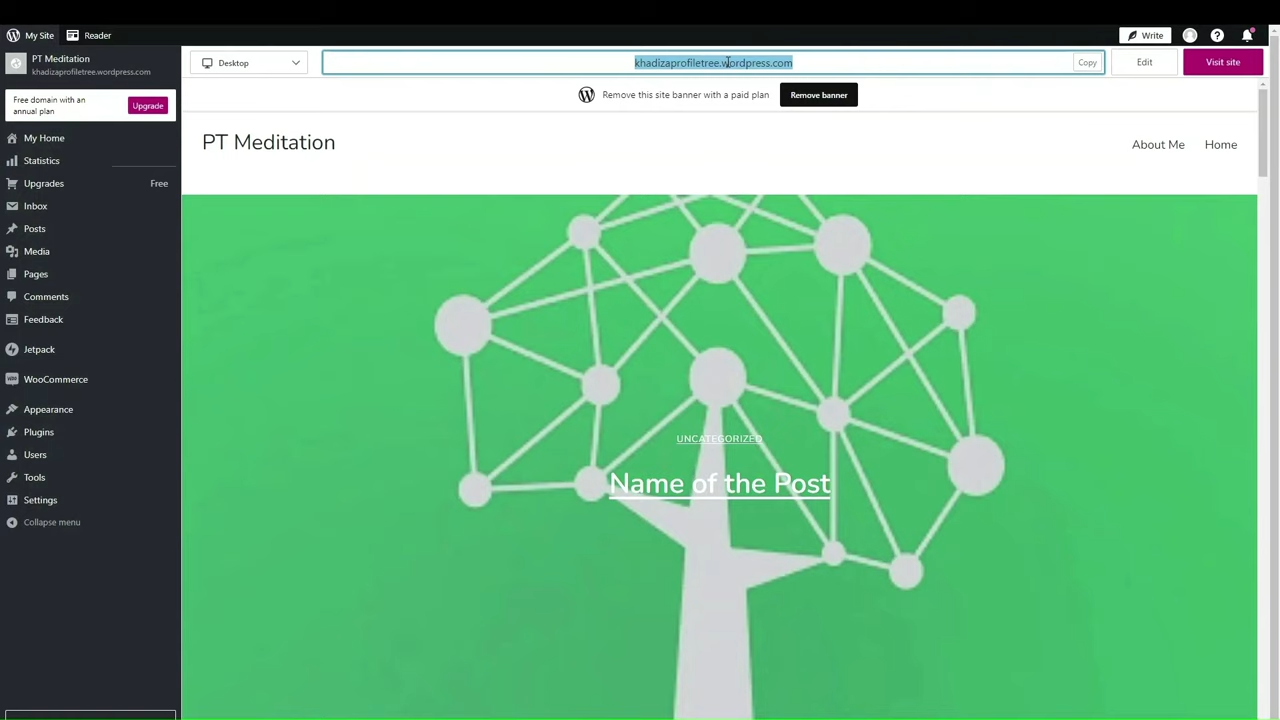 My Site
Reader
Write
PT Meditation
khadizaprofiletree.wordpress.com
Desktop
khadizaprofiletree.wordpress.com
Copy
Edit
Visit site
Free domain with an
annual plan
Upgrade
Remove this site banner with a paid plan
Remove banner
My Home
Statistics
Upgrades
Free
Inbox
Posts
Media
Pages
Comments
Feedback
Jetpack
WooCommerce
Appearance
Plugins
Users
Tools
Settings
Collapse menu
PT Meditation
About Me
Home
UNCATEGORIZED
Name of the Post